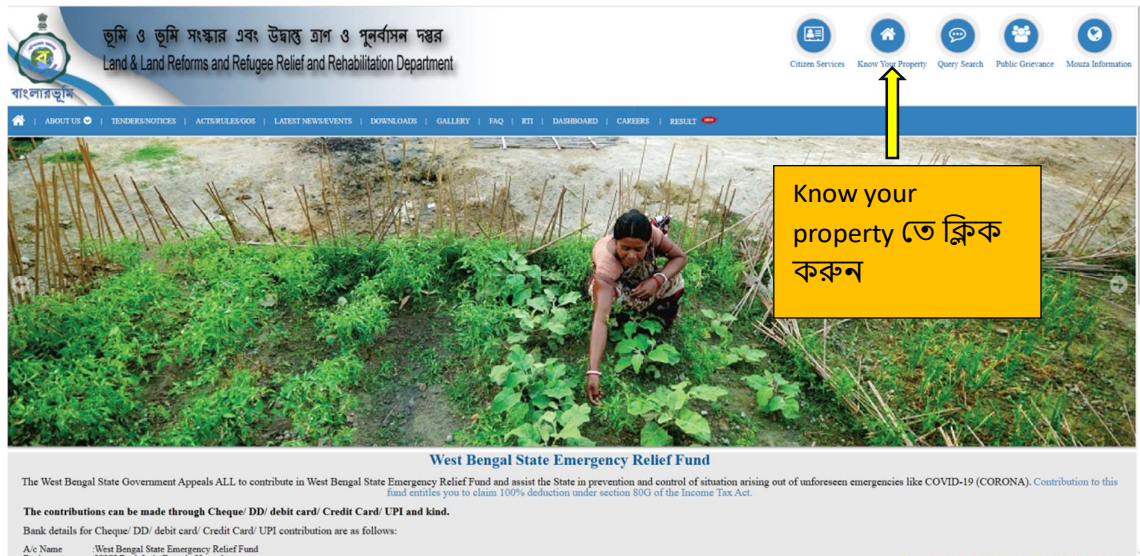 ভূমি ও ভূমি সংস্কার এবং উদ্বাস্তু ত্রাণ ও পুনর্বাসন দপ্তর
Land & Land Reforms and Refugee Relief and Rehabilitation Department
বাংলারভূমি
Citizen Services
Know Your Property
Query Search
Public Grievance
Mouza Information
ABOUT US | TENDERS/NOTICES | ACTS/RULES/GOS | LATEST NEWS/EVENTS | DOWNLOADS | GALLERY | FAQ | RTI | DASHBOARD | CAREERS | RESULT
Know your
property তে ক্লিক
করুন
West Bengal State Emergency Relief Fund
The West Bengal State Government Appeals ALL to contribute in West Bengal State Emergency Relief Fund and assist the State in prevention and control of situation arising out of unforeseen emergencies like COVID-19 (CORONA). Contribution to this
fund entitles you to claim 100% deduction under section 80G of the Income Tax Act.
The contributions can be made through Cheque/ DD/ debit card/ Credit Card/ UPI and kind.
Bank details for Cheque/ DD/ debit card/ Credit Card/ UPI contribution are as follows:
A/c Name :West Bengal State Emergency Relief Fund